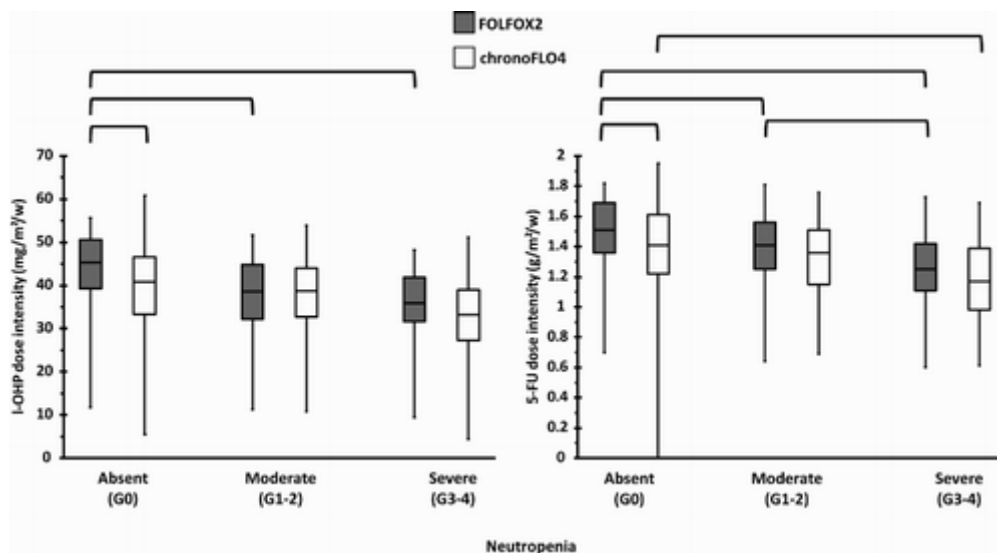 FOLFOX2
chronoFLO4
l-OHP dose intensity (mg/m²/w)
70
60
50
40
30
20
10
0
Absent
(G0)
Moderate
(G1-2)
Severe
(G3-4)
5-FU dose intensity (g/m²/w)
2
1.8
1.6
1.4
1.2
1
0.8
0.6
0.4
0.2
0
Absent
(G0)
Moderate
(G1-2)
Severe
(G3-4)
Neutropenia